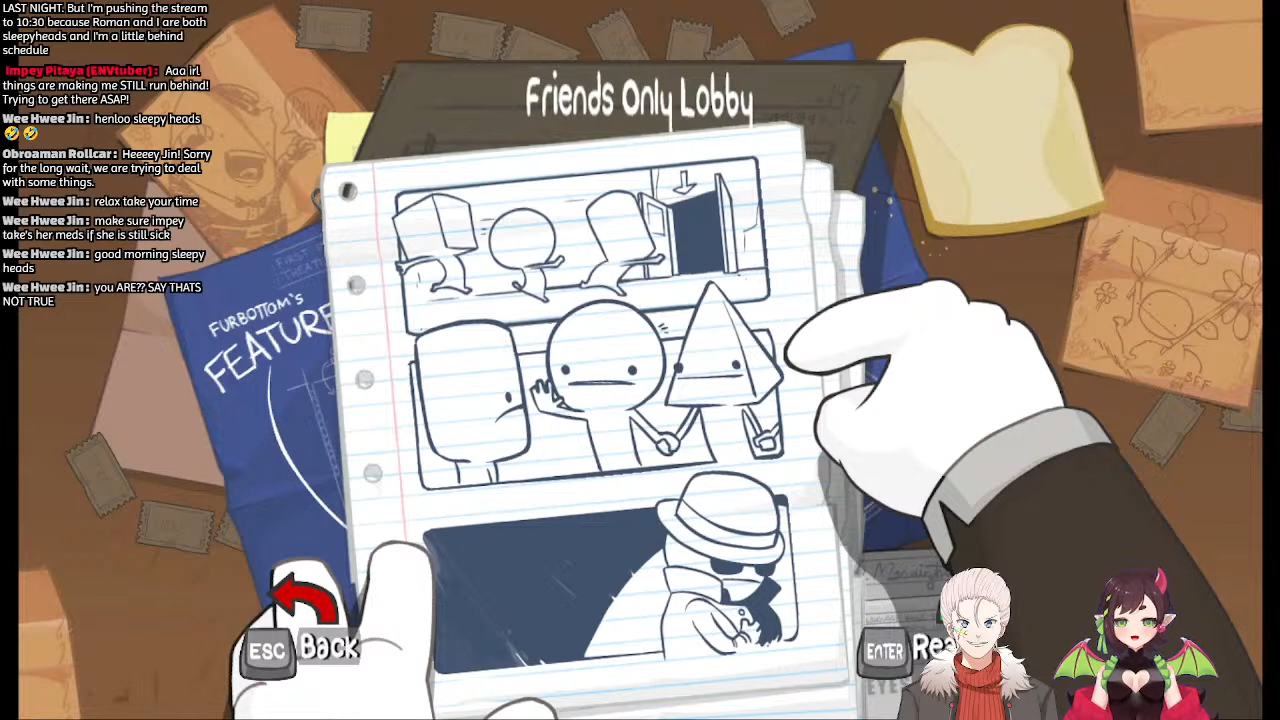 LAST NIGHT. But I'm pushing the stream
to 10:30 because Roman and I are both
sleepyheads and I'm a little behind
schedule
Impey Pitaya [ENVtuber] : Aaa irl
things are making me STILL run behind!
Trying to get there ASAP!
Wee Hwee Jin : henloo sleepy heads
🤣 🤣
Obroaman Rollcar : Heeeey Jin! Sorry
for the long wait, we are trying to deal
with some things.
Wee Hwee Jin : relax take your time
Wee Hwee Jin : make sure impey
take's her meds if she is still sick
Wee Hwee Jin : good morning sleepy
heads
Wee Hwee Jin : you ARE?? SAY THATS
NOT TRUE
Friends Only Lobby
FIRST
FURBOTTOM'S
FEATURE
BFF
ESC Back
ENTER Rea